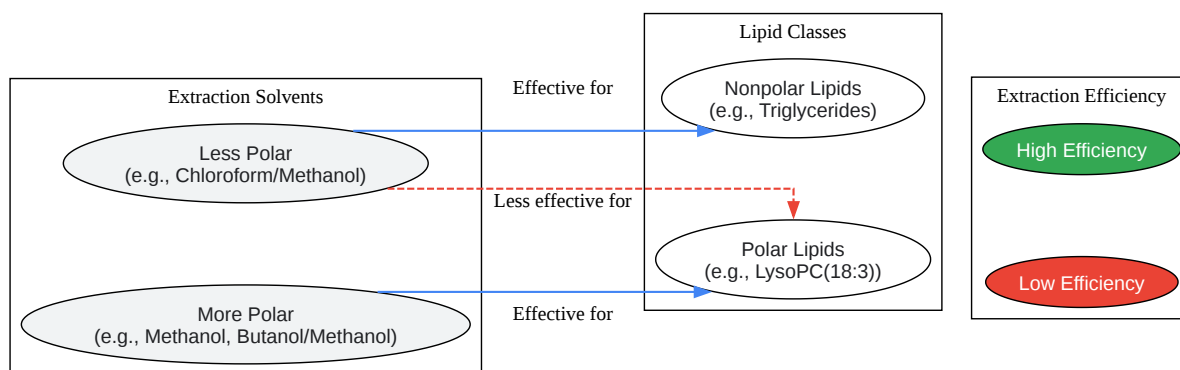 Extraction Solvents
Less Polar
(e.g., Chloroform/Methanol)
More Polar
(e.g., Methanol, Butanol/Methanol)
Effective for
Less effective for
Effective for
Lipid Classes
Nonpolar Lipids
(e.g., Triglycerides)
Polar Lipids
(e.g., LysoPC(18:3))
Extraction Efficiency
High Efficiency
Low Efficiency